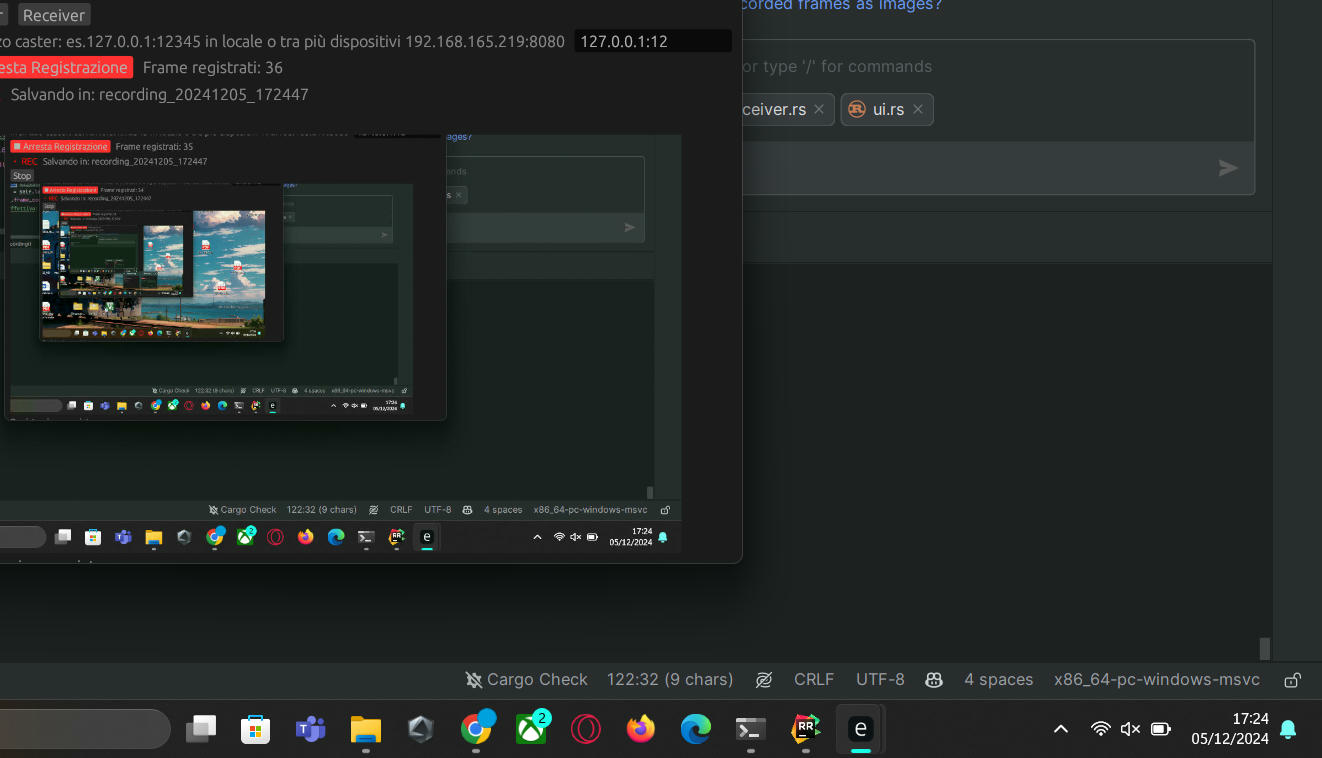 Receiver
orded frames as images?
zo caster: es.127.0.0.1:12345 in locale o tra più dispositivi 192.168.165.219:8080 127.0.0.1:12
esta Registrazione Frame registrati: 36
Salvando in: recording_20241205_172447
or type '/' for commands
ceiver.rs × ui.rs ×
ages?
Arresta Registrazione Frame registrati: 35
REC Salvando in: recording_20241205_172447
Stop
Arresta Registrazione Frame registrati: 34
REC Salvando in: recording_20241205_172447
Stop
Cargo Check 122:32 (9 chars) CRLF UTF-8 4 spaces x86_64-pc-windows-msvc
17:24
05/12/2024
Cargo Check 122:32 (9 chars) CRLF UTF-8 4 spaces x86_64-pc-windows-msvc
2
RR
e
17:24
05/12/2024
Cargo Check 122:32 (9 chars) CRLF UTF-8 4 spaces x86_64-pc-windows-msvc
2
RR
e
17:24
05/12/2024